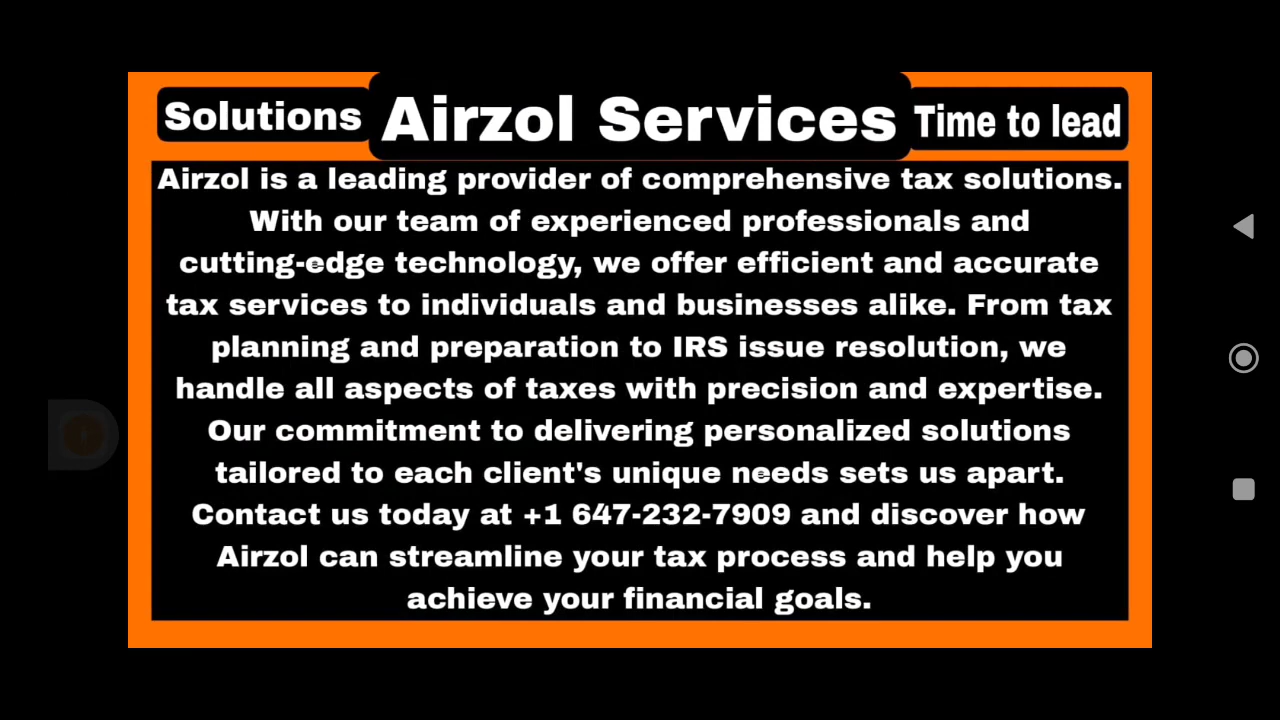 Solutions Airzol Services Time to lead
Airzol is a leading provider of comprehensive tax solutions.
With our team of experienced professionals and
cutting-edge technology, we offer efficient and accurate
tax services to individuals and businesses alike. From tax
planning and preparation to IRS issue resolution, we
handle all aspects of taxes with precision and expertise.
Our commitment to delivering personalized solutions
tailored to each client's unique needs sets us apart.
Contact us today at +1 647-232-7909 and discover how
Airzol can streamline your tax process and help you
achieve your financial goals.